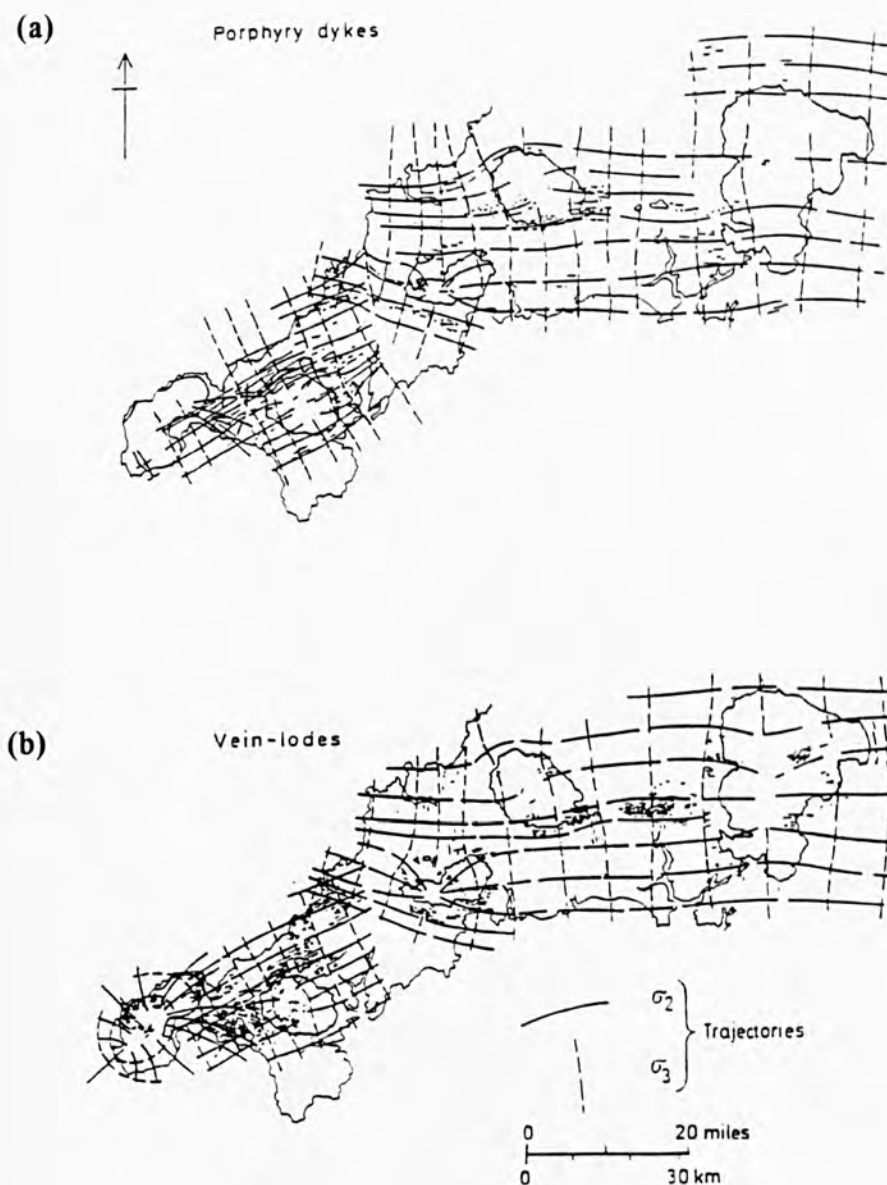 (a)
Porphyry dykes
(b)
Vein-lodes
σ2
σ3
Trajectories
0 20 miles
0 30 km